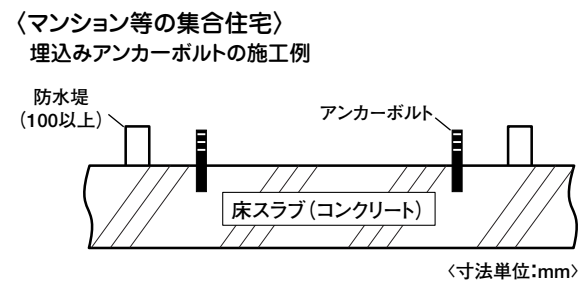 〈マンション等の集合住宅〉
埋込みアンカーボルトの施工例
防水堤
(100以上)
アンカーボルト
床スラブ(コンクリート)
〈寸法単位:mm〉